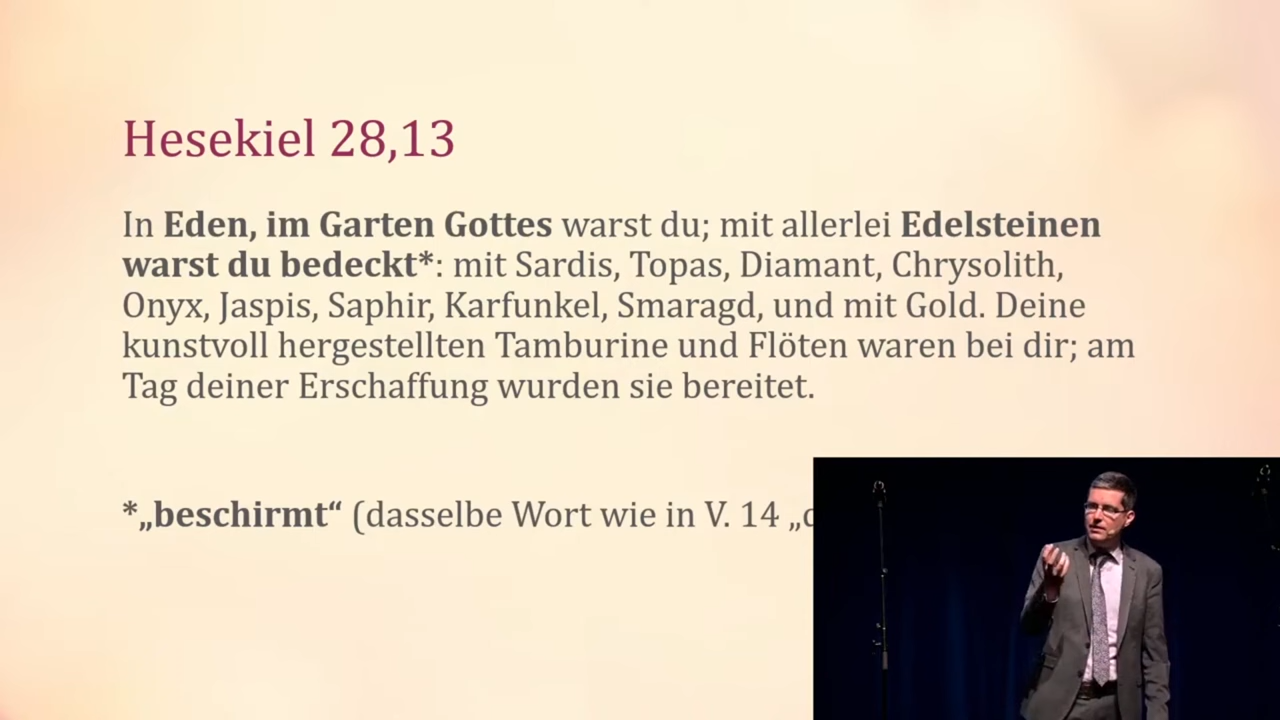 Hesekiel 28,13
In Eden, im Garten Gottes warst du; mit allerlei Edelsteinen
warst du bedeckt*: mit Sardis, Topas, Diamant, Chrysolith,
Onyx, Jaspis, Saphir, Karfunkel, Smaragd, und mit Gold. Deine
kunstvoll hergestellten Tamburine und Flöten waren bei dir; am
Tag deiner Erschaffung wurden sie bereitet.
*„beschirmt“ (dasselbe Wort wie in V. 14